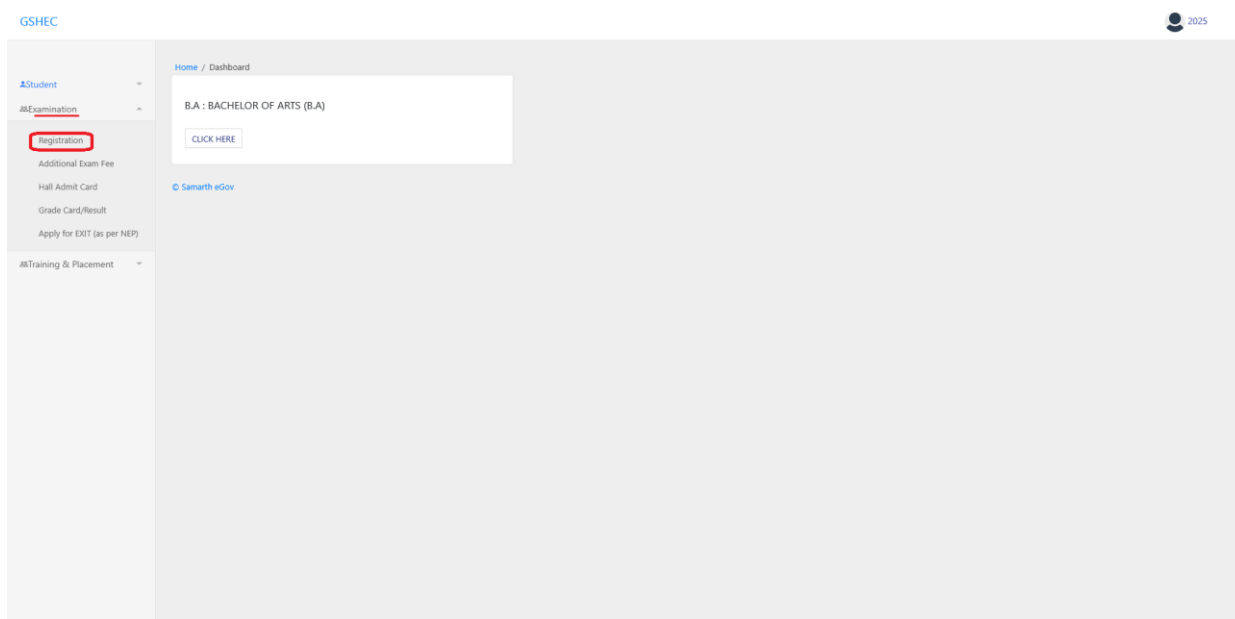 GSHEC
2025
Home / Dashboard
Student
Examination
Registration
Additional Exam Fee
Hall Admit Card
Grade Card/Result
Apply for EXIT (as per NEP)
Training & Placement
B.A : BACHELOR OF ARTS (B.A)
CLICK HERE
© Samarth eGov